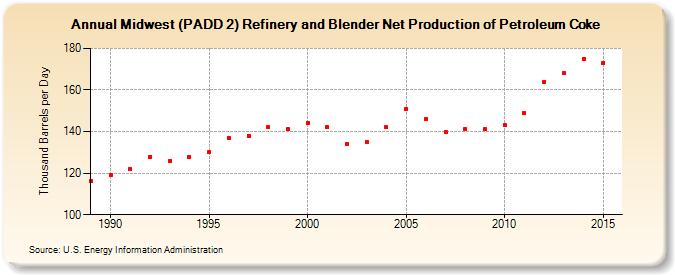 Annual Midwest (PADD 2) Refinery and Blender Net Production of Petroleum Coke
Thousand Barrels per Day
180
160
140
120
100
1990 1995 2000 2005 2010 2015
Source: U.S. Energy Information Administration